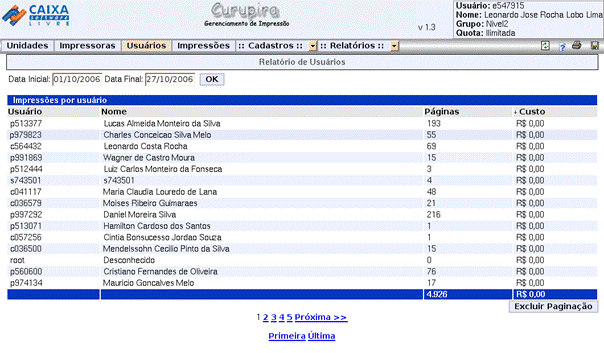 CAIXA
software
LIVRE
Curupira
Gerenciamento de Impressão
v 1.3
Usuário: e547915
Nome: Leonardo Jose Rocha Lobo Lima
Grupo: Nivel2
Quota: Ilimitada
Unidades Impressoras Usuários Impressões :: Cadastros :: :: Relatórios ::
Relatório de Usuários
Data Inicial: 01/10/2006 Data Final: 27/10/2006 OK
Impressões por usuário
Usuário Nome Páginas Custo
p513377 Lucas Almeida Monteiro da Silva 193 R$ 0,00
p979823 Charles Conceicao Silva Melo 55 R$ 0,00
c564432 Leonardo Costa Rocha 69 R$ 0,00
p991869 Wagner de Castro Moura 15 R$ 0,00
p512444 Luiz Carlos Monteiro da Fonseca 3 R$ 0,00
s743501 s743501 4 R$ 0,00
c041117 Maria Claudia Louredo de Lana 48 R$ 0,00
c036579 Moises Ribeiro Guimaraes 21 R$ 0,00
p997292 Daniel Moreira Silva 216 R$ 0,00
p513071 Hamilton Cardoso dos Santos 1 R$ 0,00
c057256 Cintia Bonsucesso Jordao Souza 1 R$ 0,00
c036500 Mendelssohn Cecilio Pinto da Silva 15 R$ 0,00
root Desconhecido 0 R$ 0,00
p560600 Cristiano Fernandes de Oliveira 76 R$ 0,00
p974134 Mauricio Goncalves Melo 17 R$ 0,00
4.926 R$ 0,00
Excluir Paginação
1 2 3 4 5 Próxima >>
Primeira Última